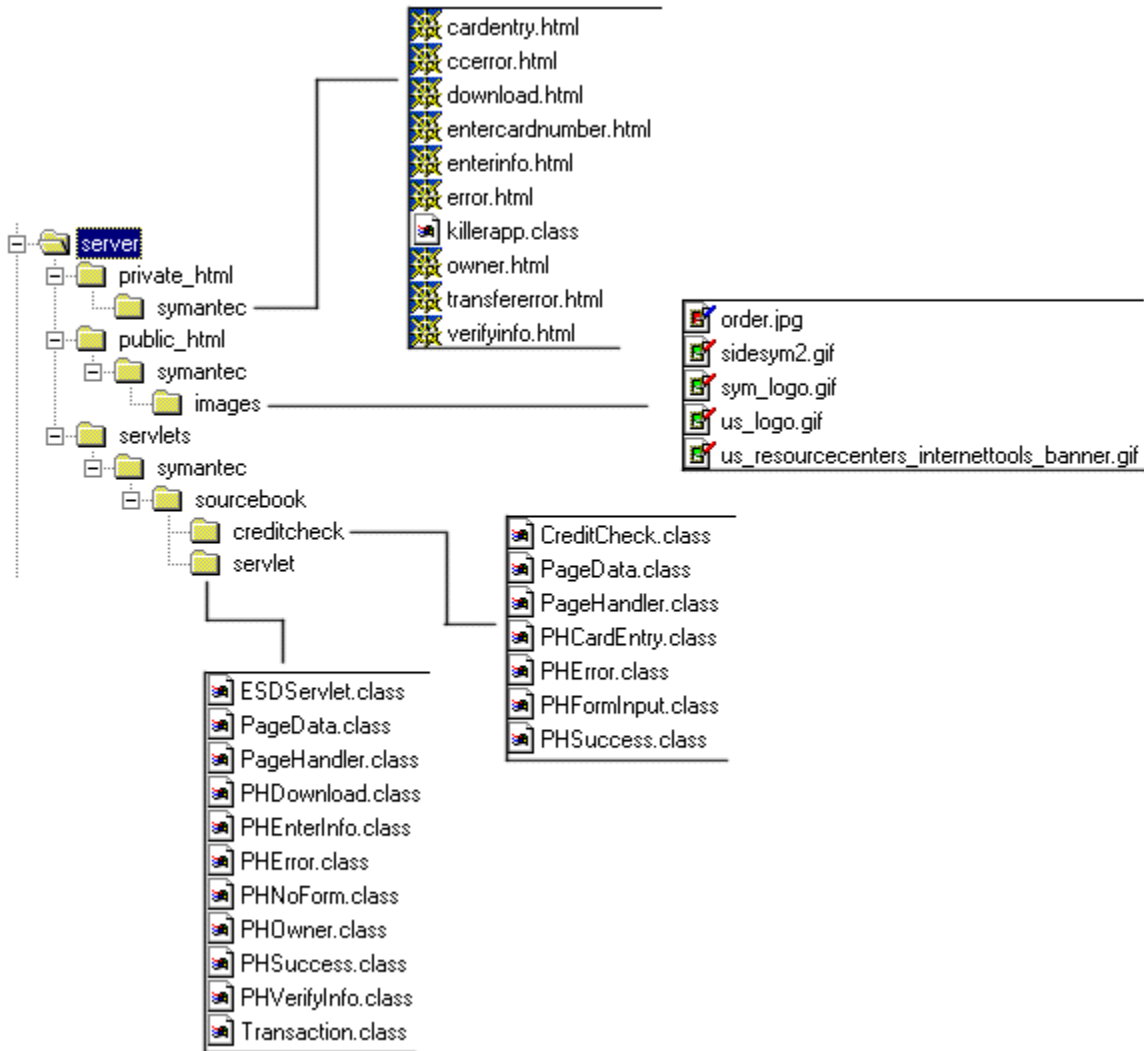 cardentry.html
ccerror.html
download.html
entercardnumber.html
enterinfo.html
error.html
killerapp.class
owner.html
transfererror.html
verifyinfo.html
server
private_html
symantec
public_html
symantec
images
servlets
symantec
sourcebook
creditcheck
servlet
order.jpg
sidesym2.gif
sym_logo.gif
us_logo.gif
us_resourcecenters_internettools_banner.gif
CreditCheck.class
PageData.class
PageHandler.class
PHCardEntry.class
PHError.class
PHFormInput.class
PHSuccess.class
ESDServlet.class
PageData.class
PageHandler.class
PHDownload.class
PHEnterInfo.class
PHError.class
PHNoForm.class
PHOwner.class
PHSuccess.class
PHVerifyInfo.class
Transaction.class